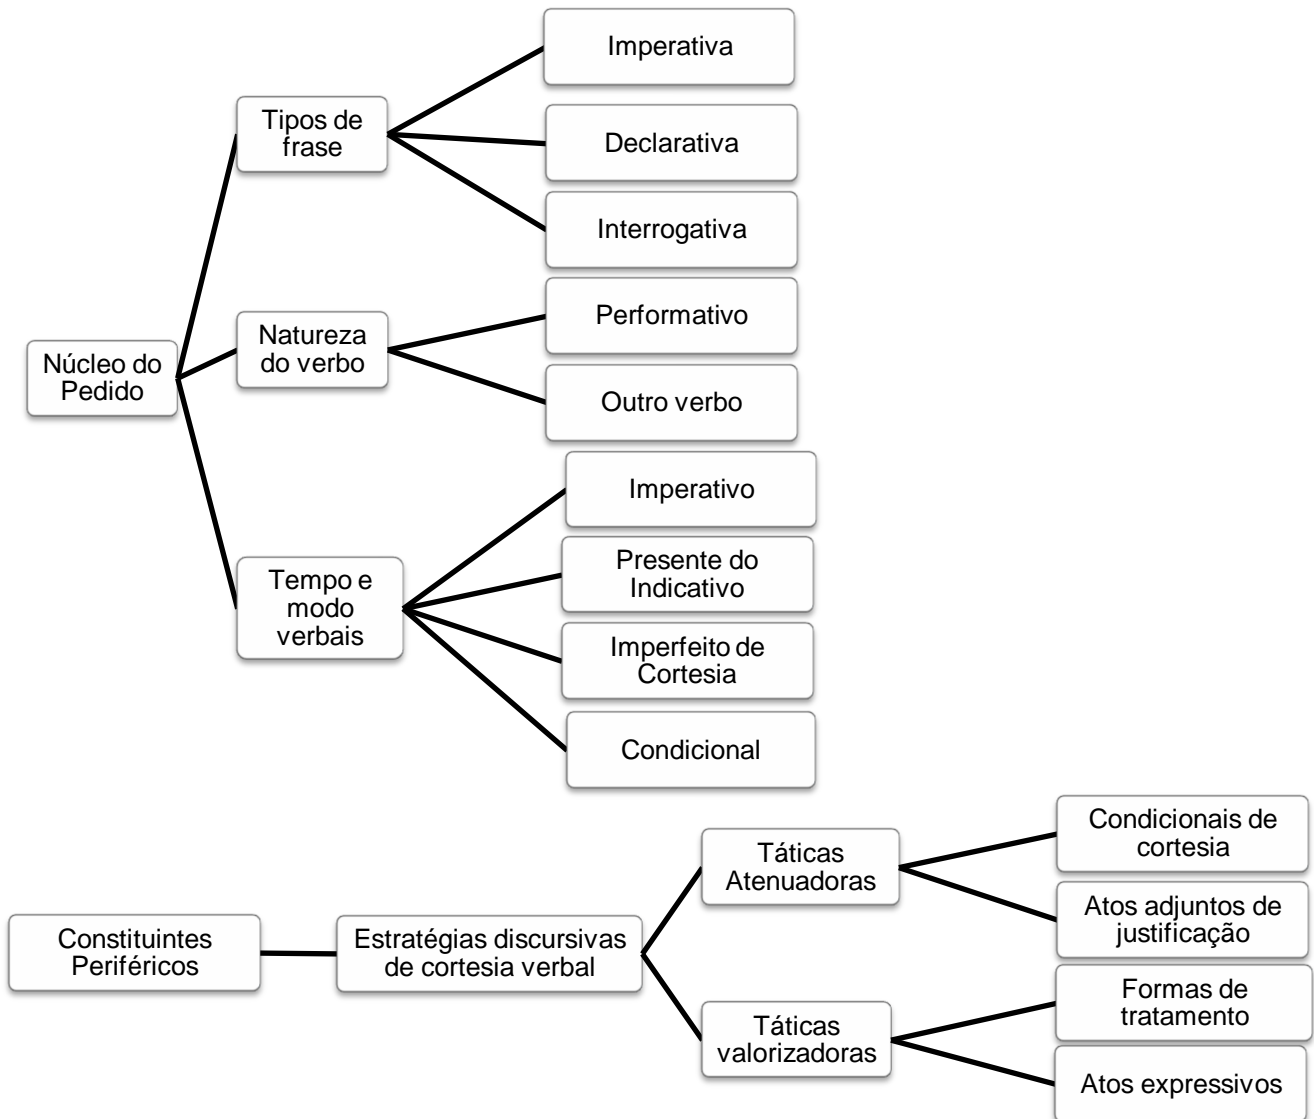 Imperativa
Tipos de
frase
Declarativa
Interrogativa
Núcleo do
Pedido
Natureza
do verbo
Performativo
Outro verbo
Tempo e
modo
verbais
Imperativo
Presente do
Indicativo
Imperfeito de
Cortesia
Condicional
Constituintes
Periféricos
Estratégias discursivas
de cortesia verbal
Táticas
Atenuadoras
Condicionais de
cortesia
Atos adjuntos de
justificação
Táticas
valorizadoras
Formas de
tratamento
Atos expressivos